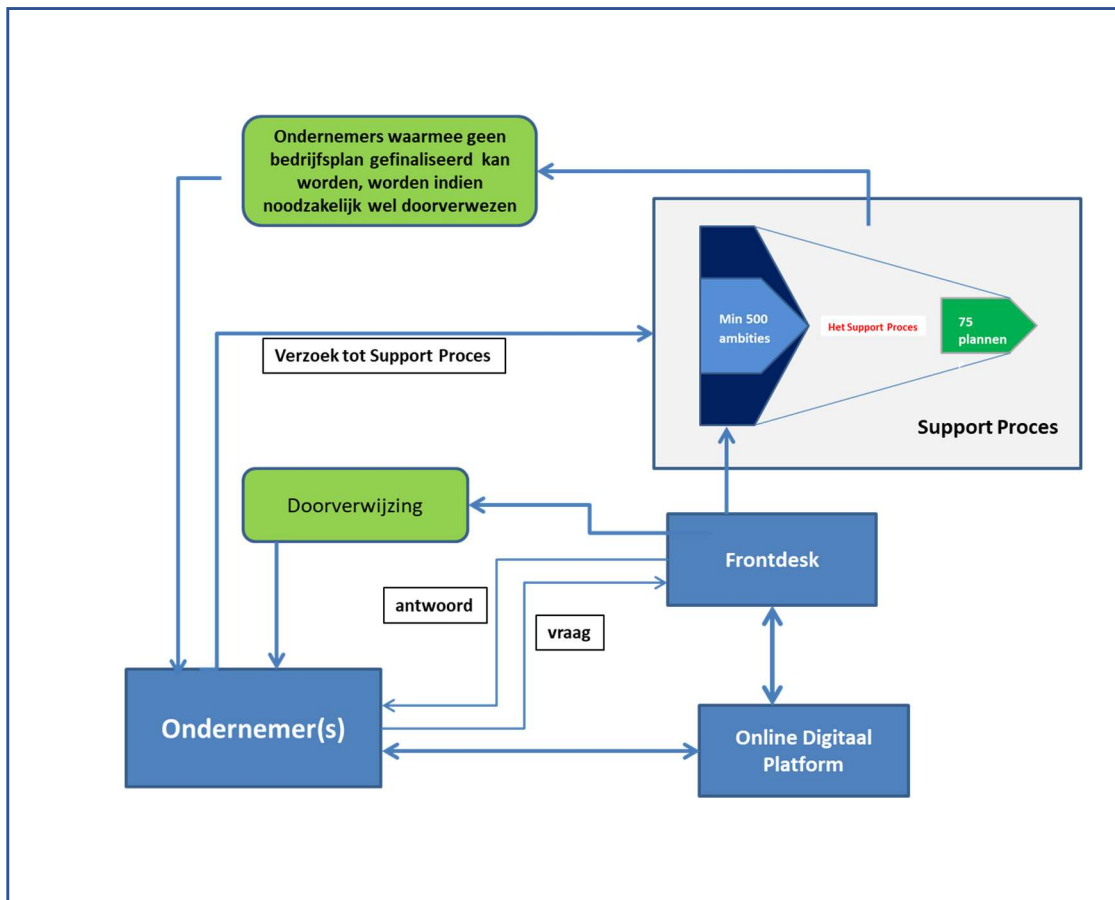 Ondernemers waarmee geen
bedrijfsplan gefinaliseerd kan
worden, worden indien
noodzakelijk wel doorverwezen
Min 500
ambities
Het Support Proces
75
plannen
Verzoek tot Support Proces
Support Proces
Doorverwijzing
Frontdesk
antwoord
vraag
Ondernemer(s)
Online Digitaal
Platform